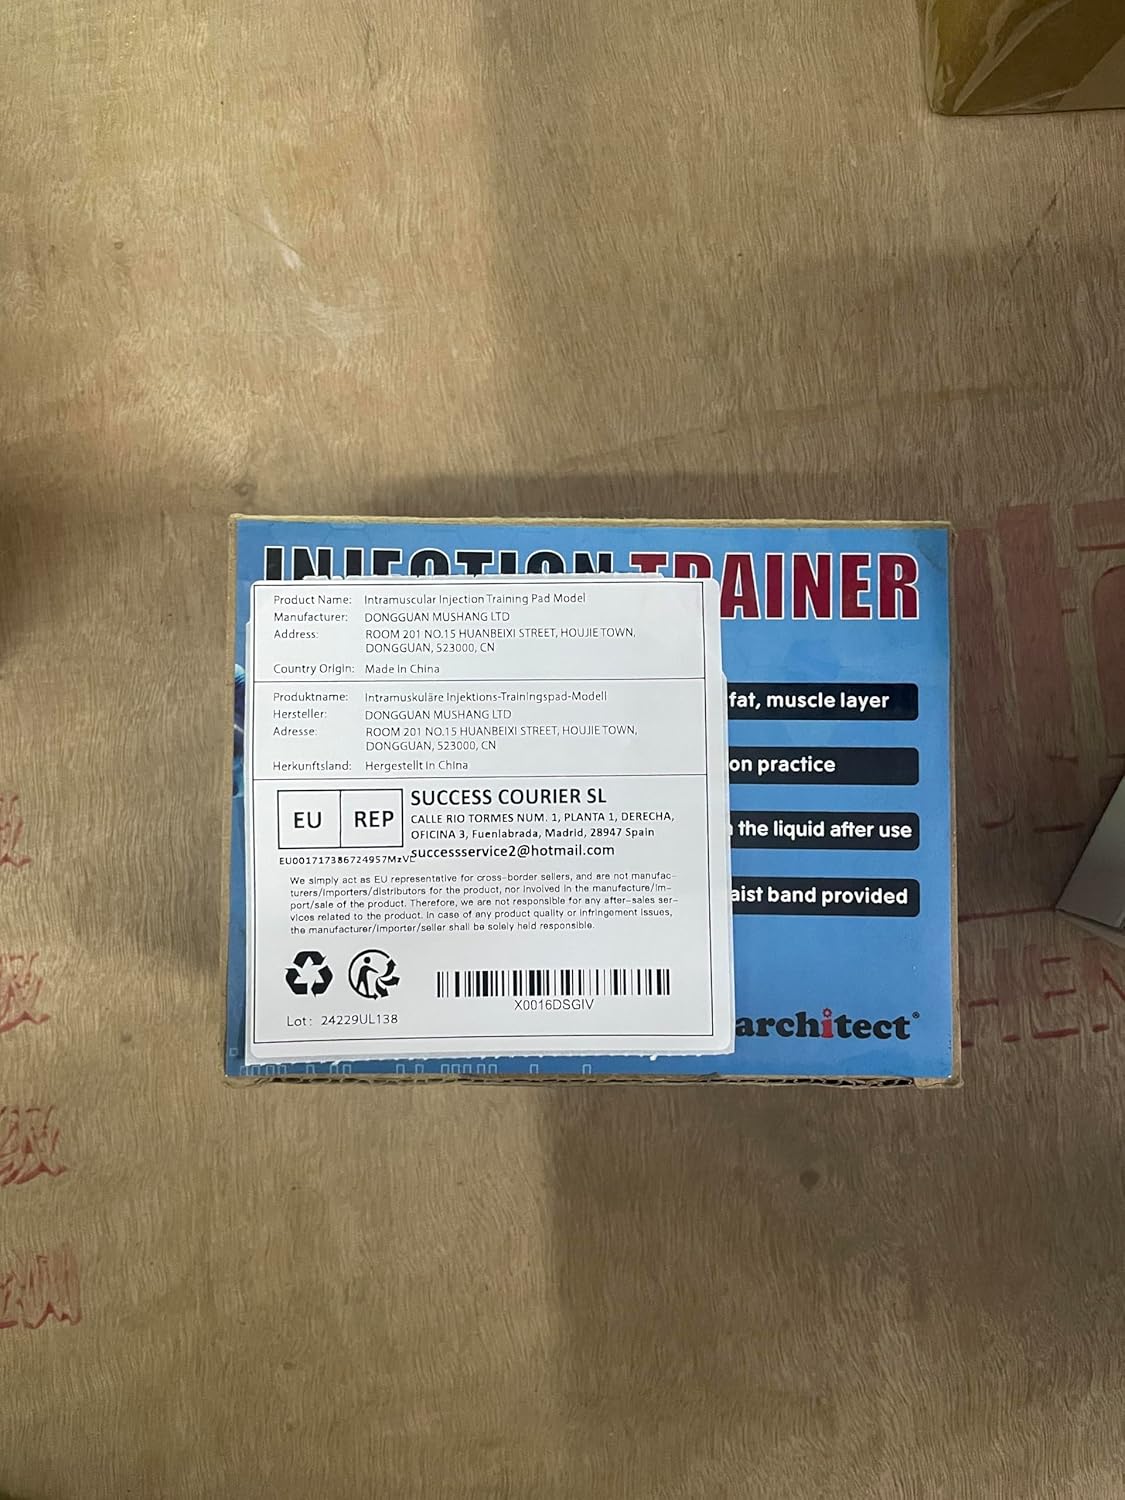 INJECTION TRAINER
Product Name: Intramuscular Injection Training Pad Model
Manufacturer: DONGGUAN MUSHANG LTD
Address: ROOM 201 NO.15 HUANBEIXI STREET, HOUJIE TOWN,
DONGGUAN, 523000, CN
Country Origin: Made in China
Produktname: Intramuskuläre Injektions-Trainingspad-Modell
Hersteller: DONGGUAN MUSHANG LTD
Adresse: ROOM 201 NO.15 HUANBEIXI STREET, HOUJIE TOWN,
DONGGUAN, 523000, CN
Herkunftsland: Hergestellt in China
EU REP
SUCCESS COURIER SL
CALLE RIO TORMES NUM. 1, PLANTA 1, DERECHA,
OFICINA 3, Fuenlabrada, Madrid, 28947 Spain
successservice2@hotmail.com
We simply act as EU representative for cross-border sellers, and are not manufac-
turers/importers/distributors for the product, nor involved in the manufacture/im-
port/sale of the product. Therefore, we are not responsible for any after-sales ser-
vices related to the product. In case of any product quality or infringement issues,
the manufacturer/importer/seller shall be solely held responsible.
X0016DSGIV
Lot: 24229UL138
fat, muscle layer
on practice
the liquid after use
aist band provided
architect®